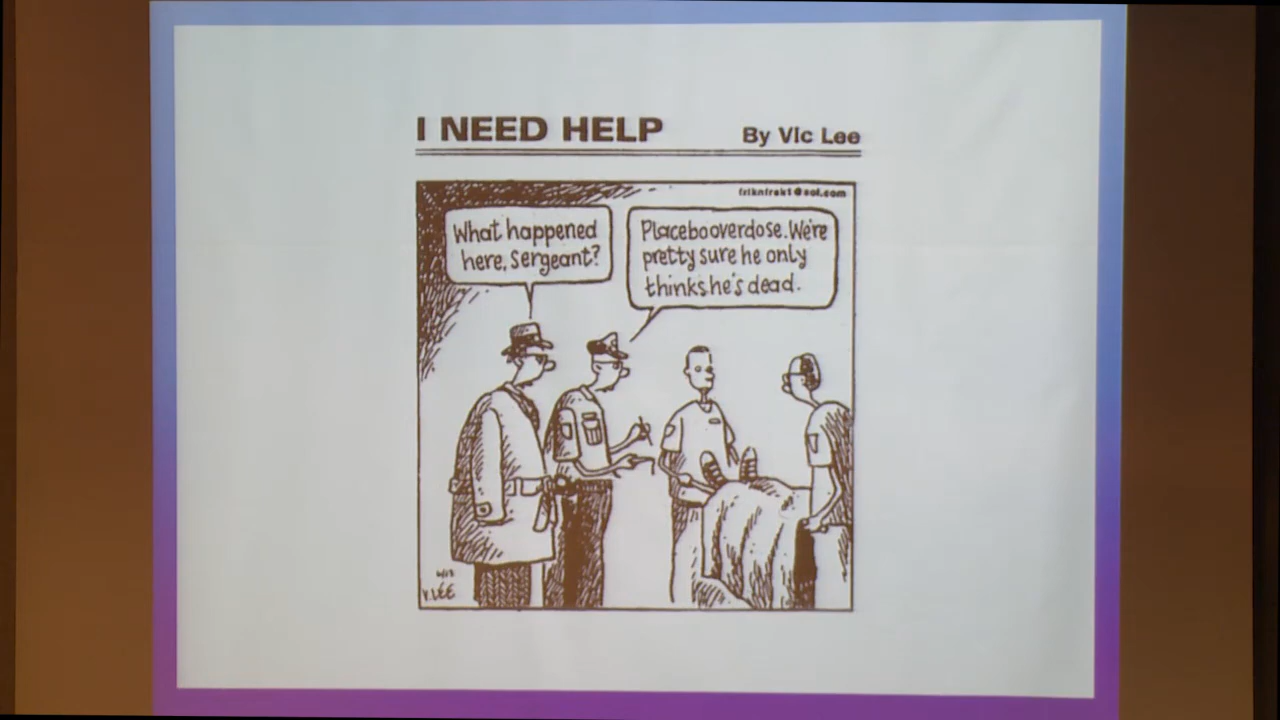 I NEED HELP By Vic Lee
What happened
here, sergeant?
Placebo overdose. We're
pretty sure he only
thinks he's dead.
V. LEE